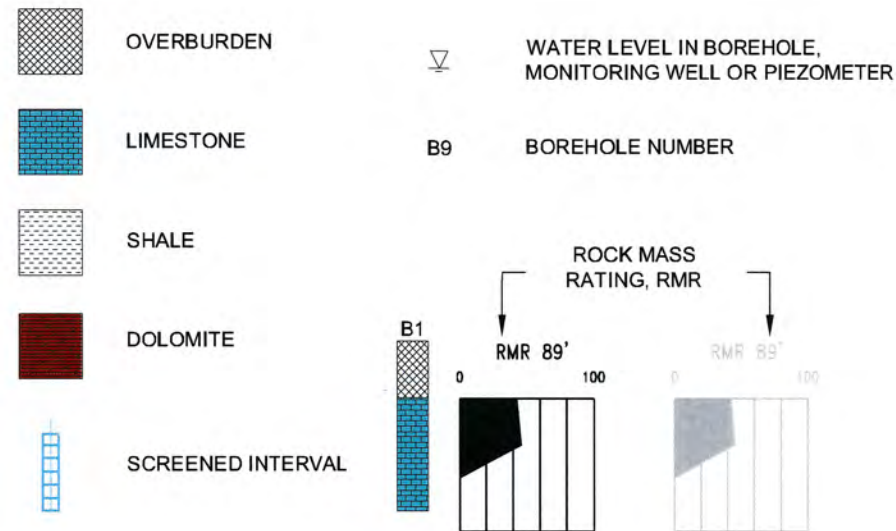 OVERBURDEN
LIMESTONE
SHALE
DOLOMITE
SCREENED INTERVAL
WATER LEVEL IN BOREHOLE,
MONITORING WELL OR PIEZOMETER
B9 BOREHOLE NUMBER
ROCK MASS
RATING, RMR
B1
RMR 89'
0 100
RMR 89'
0 100